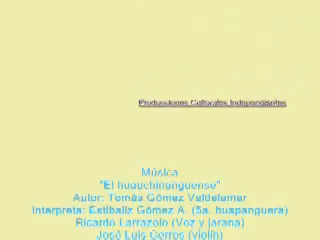 Producciones Culturales Independientes
Música
"El huauchinanguense"
Autor: Tomás Gómez Valdelamar
Interpreta: Estibaliz Gómez A. (5a. huapanguera)
Ricardo Larrazolo (Voz y jarana)
José Luis Cerros (violín)